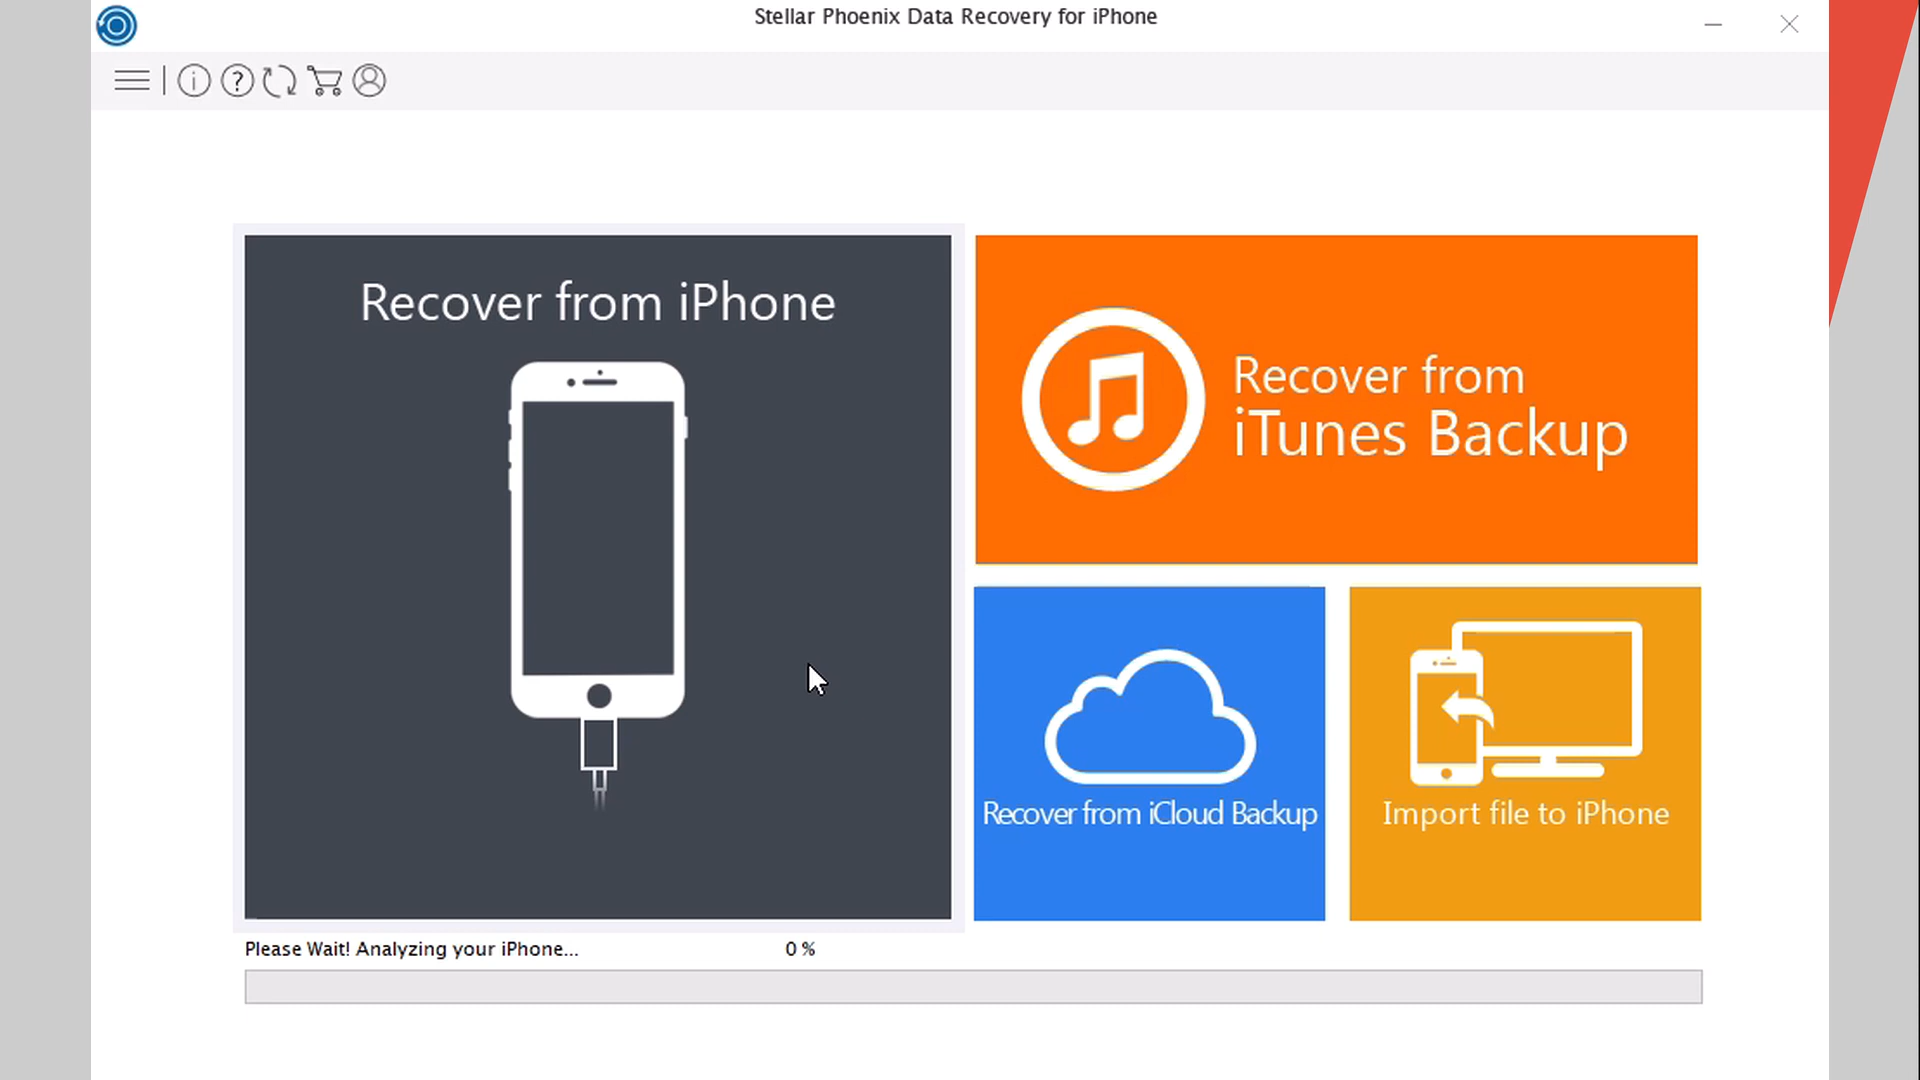 Stellar Phoenix Data Recovery for iPhone
Recover from iPhone
Recover from
iTunes Backup
Recover from iCloud Backup
Import file to iPhone
Please Wait! Analyzing your iPhone... 0 %